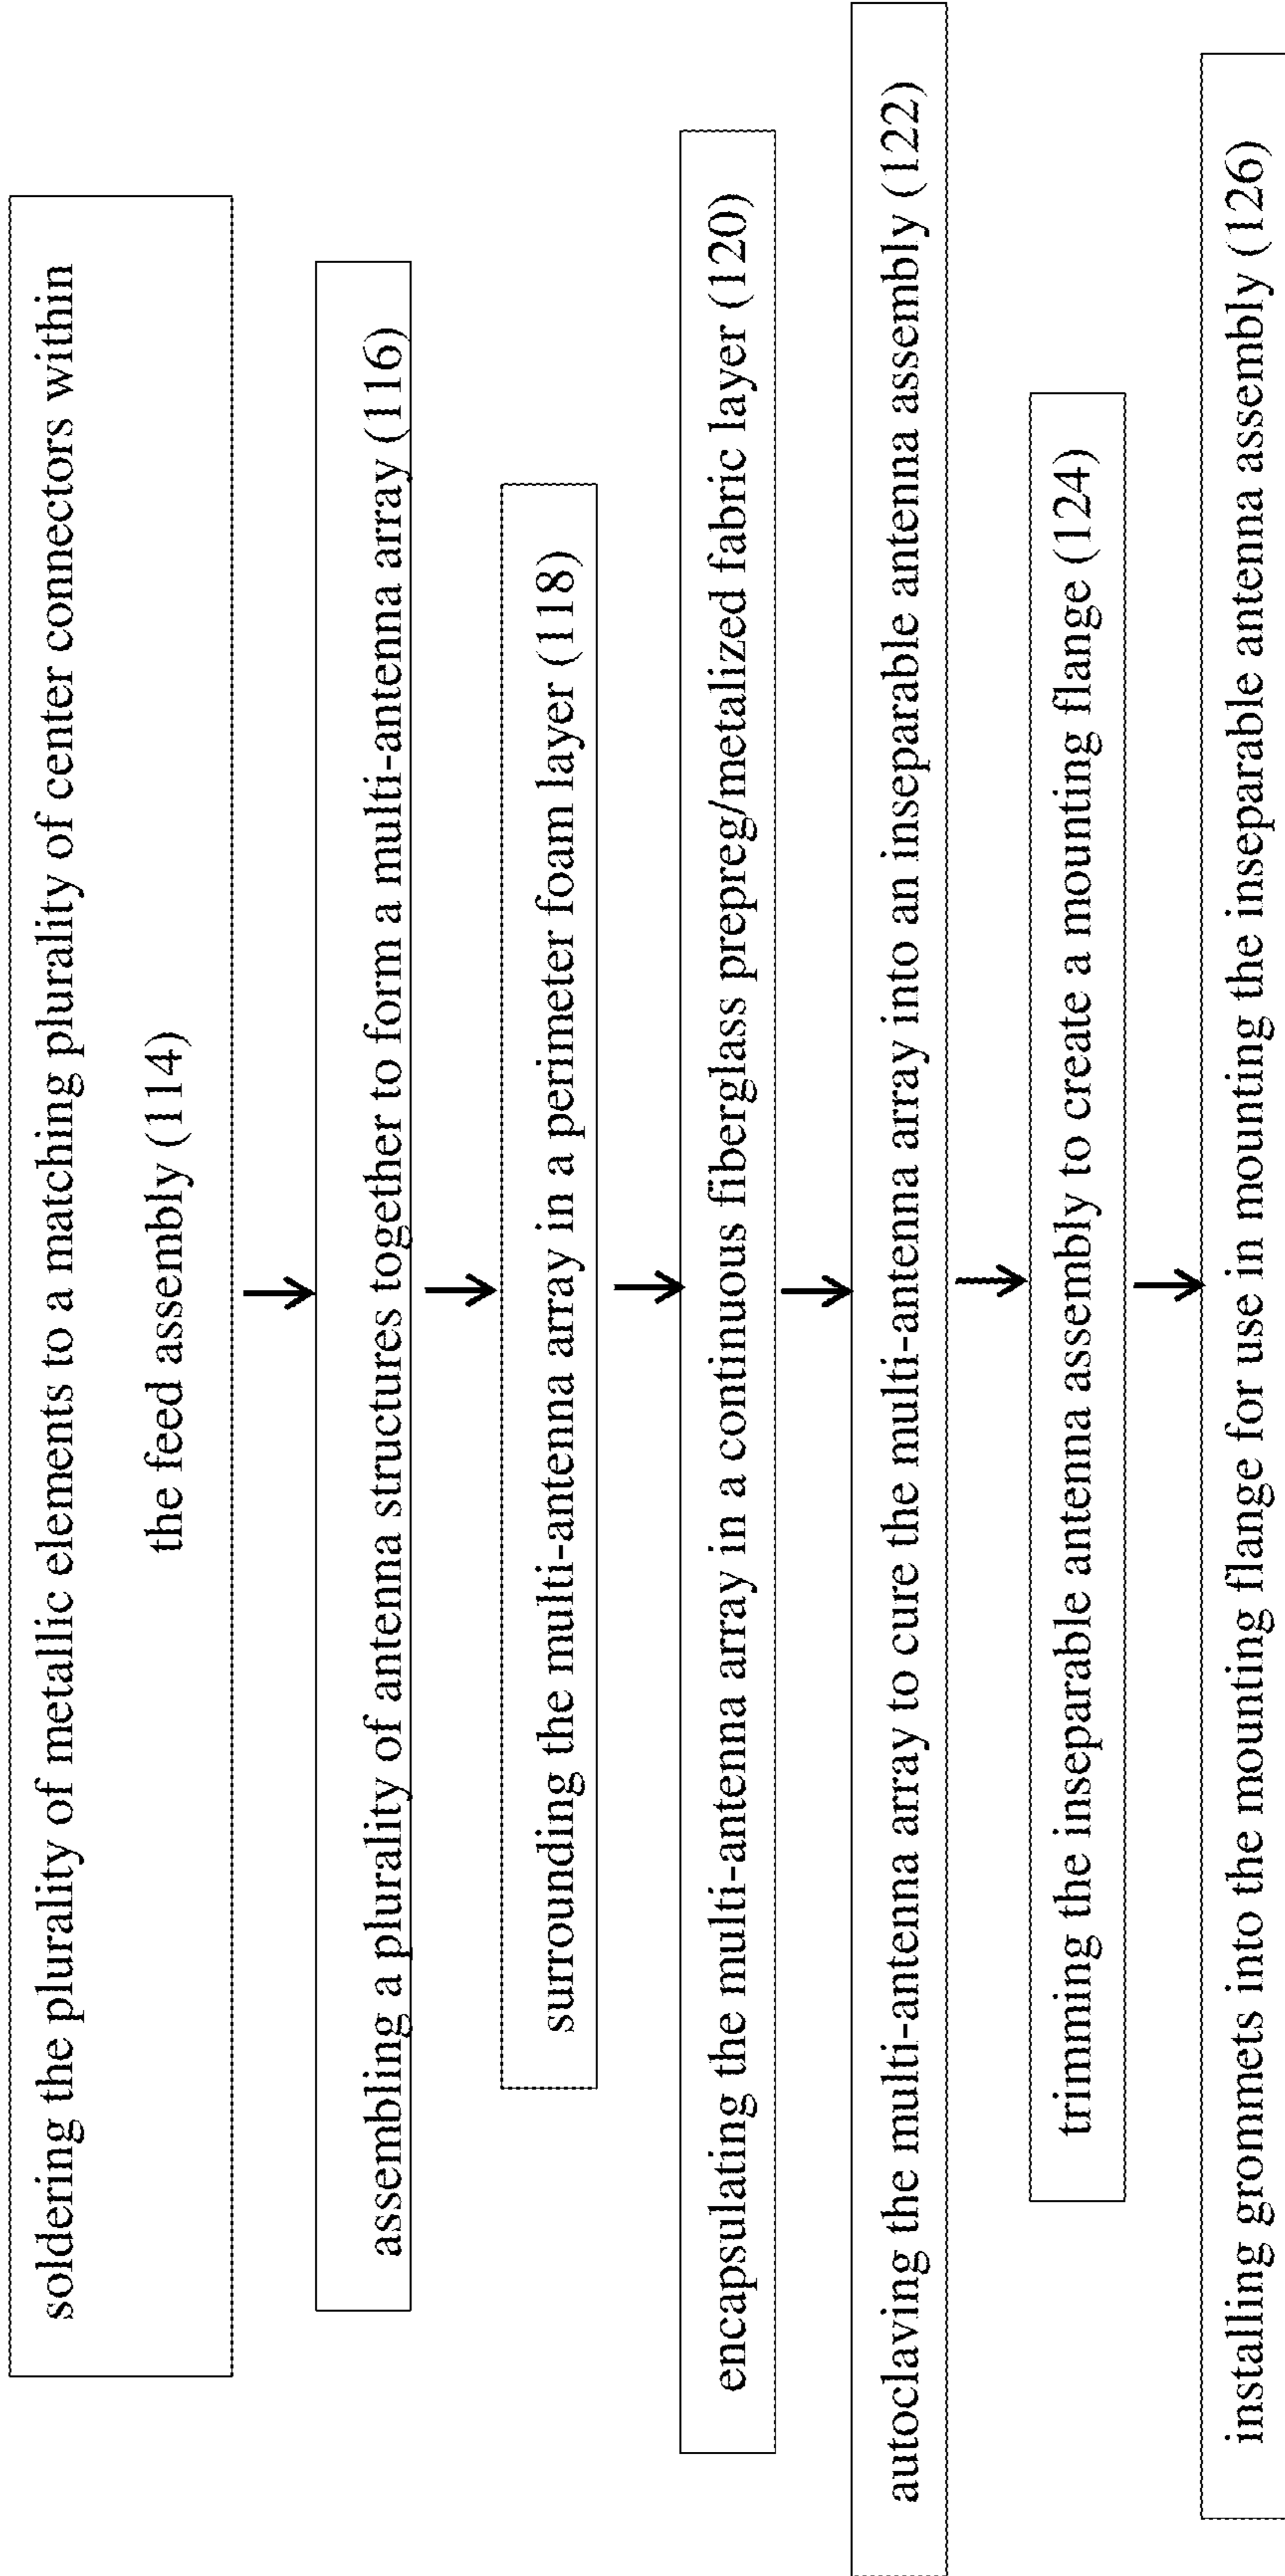 soldering the plurality of metallic elements to a matching plurality of center connectors within
the feed assembly (114)
assembling a plurality of antenna structures together to form a multi-antenna array (116)
surrounding the multi-antenna array in a perimeter foam layer (118)
encapsulating the multi-antenna array in a continuous fiberglass prepreg/metalized fabric layer (120)
autoclaving the multi-antenna array to cure the multi-antenna array into an inseparable antenna assembly (122)
trimming the inseparable antenna assembly to create a mounting flange (124)
installing grommets into the mounting flange for use in mounting the inseparable antenna assembly (126)